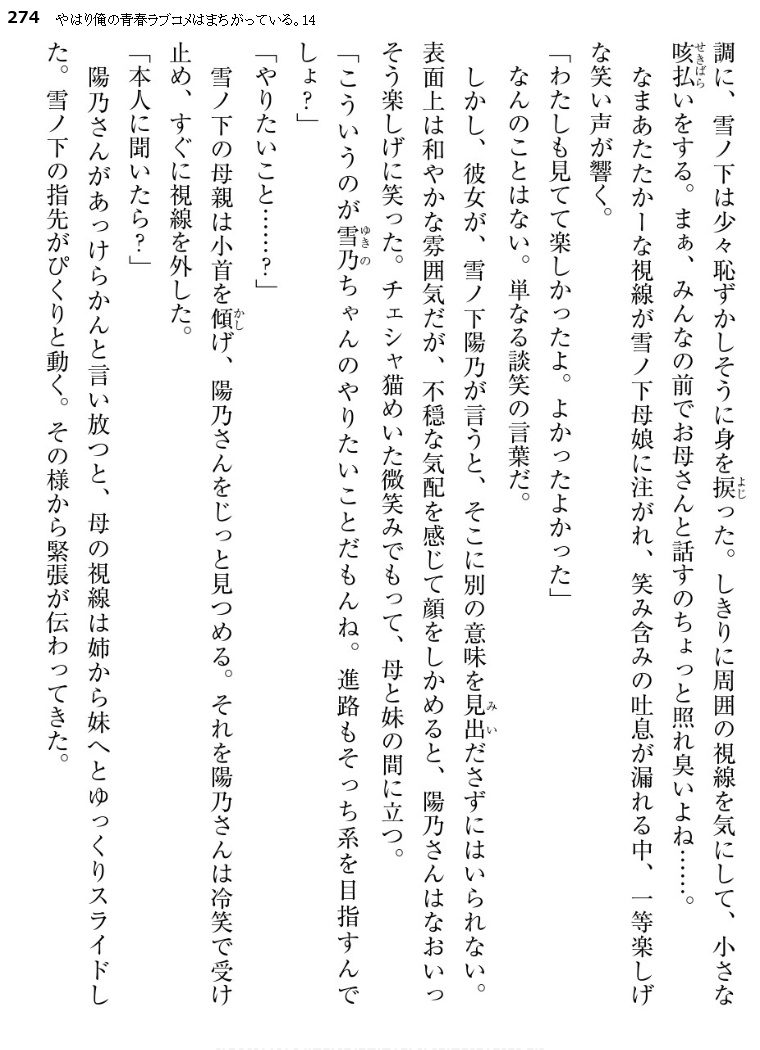 274 やはり俺の青春ラブコメはまちがっている。14
調に、雪ノ下は少々恥ずかしそうに身を捩った。しきりに周囲の視線を気にして、小さな
咳払いをする。まぁ、みんなの前でお母さんと話すのちょっと照れ臭いよね……。
なまあたたかーな視線が雪ノ下母娘に注がれ、笑み含みの吐息が漏れる中、一等楽しげ
な笑い声が響く。
「わたしも見てて楽しかったよ。よかったよかった」
なんのことはない。単なる談笑の言葉だ。
しかし、彼女が、雪ノ下陽乃が言うと、そこに別の意味を見出ださずにはいられない。
表面上は和やかな雰囲気だが、不穏な気配を感じて顔をしかめると、陽乃さんはなおいっ
そう楽しげに笑った。チェシャ猫めいた微笑みでもって、母と妹の間に立つ。
「こういうのが雪乃ちゃんのやりたいことだもんね。進路もそっち系を目指すんで
しょ？」
「やりたいこと……？」
雪ノ下の母親は小首を傾げ、陽乃さんをじっと見つめる。それを陽乃さんは冷笑で受け
止め、すぐに視線を外した。
「本人に聞いたら？」
陽乃さんがあっけらかんと言い放つと、母の視線は姉から妹へとゆっくりスライドし
た。雪ノ下の指先がぴくりと動く。その様から緊張が伝わってきた。